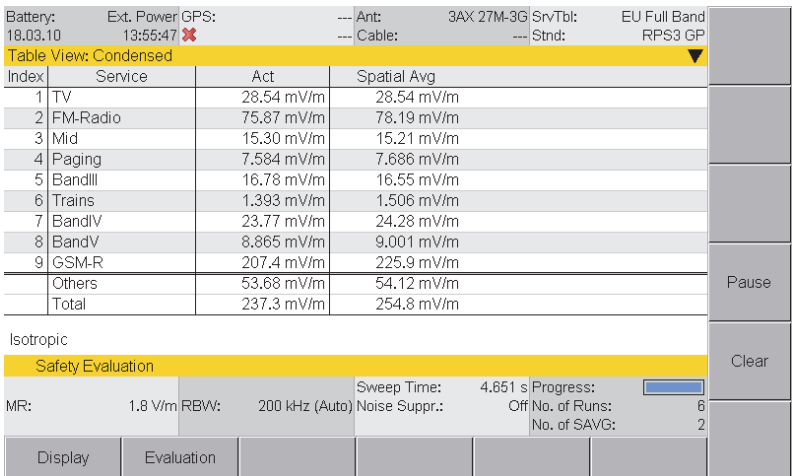 Battery: Ext. Power GPS: --- Ant: 3AX 27M-3G SrvTbl: EU Full Band
18.03.10 13:55:47 --- Cable: --- Stnd: RPS3 GP
Table View: Condensed
Index Service Act Spatial Avg
1 TV 28.54 mV/m 28.54 mV/m
2 FM-Radio 75.87 mV/m 78.19 mV/m
3 Mid 15.30 mV/m 15.21 mV/m
4 Paging 7.584 mV/m 7.686 mV/m
5 BandIII 16.78 mV/m 16.55 mV/m
6 Trains 1.393 mV/m 1.506 mV/m
7 BandIV 23.77 mV/m 24.28 mV/m
8 BandV 8.865 mV/m 9.001 mV/m
9 GSM-R 207.4 mV/m 225.9 mV/m
Others 53.68 mV/m 54.12 mV/m
Total 237.3 mV/m 254.8 mV/m
Pause
Isotropic
Safety Evaluation
Clear
Sweep Time: 4.651 s Progress:
MR: 1.8 V/m RBW: 200 kHz (Auto) Noise Suppr.: Off No. of Runs: 6
No. of SAVG: 2
Display Evaluation